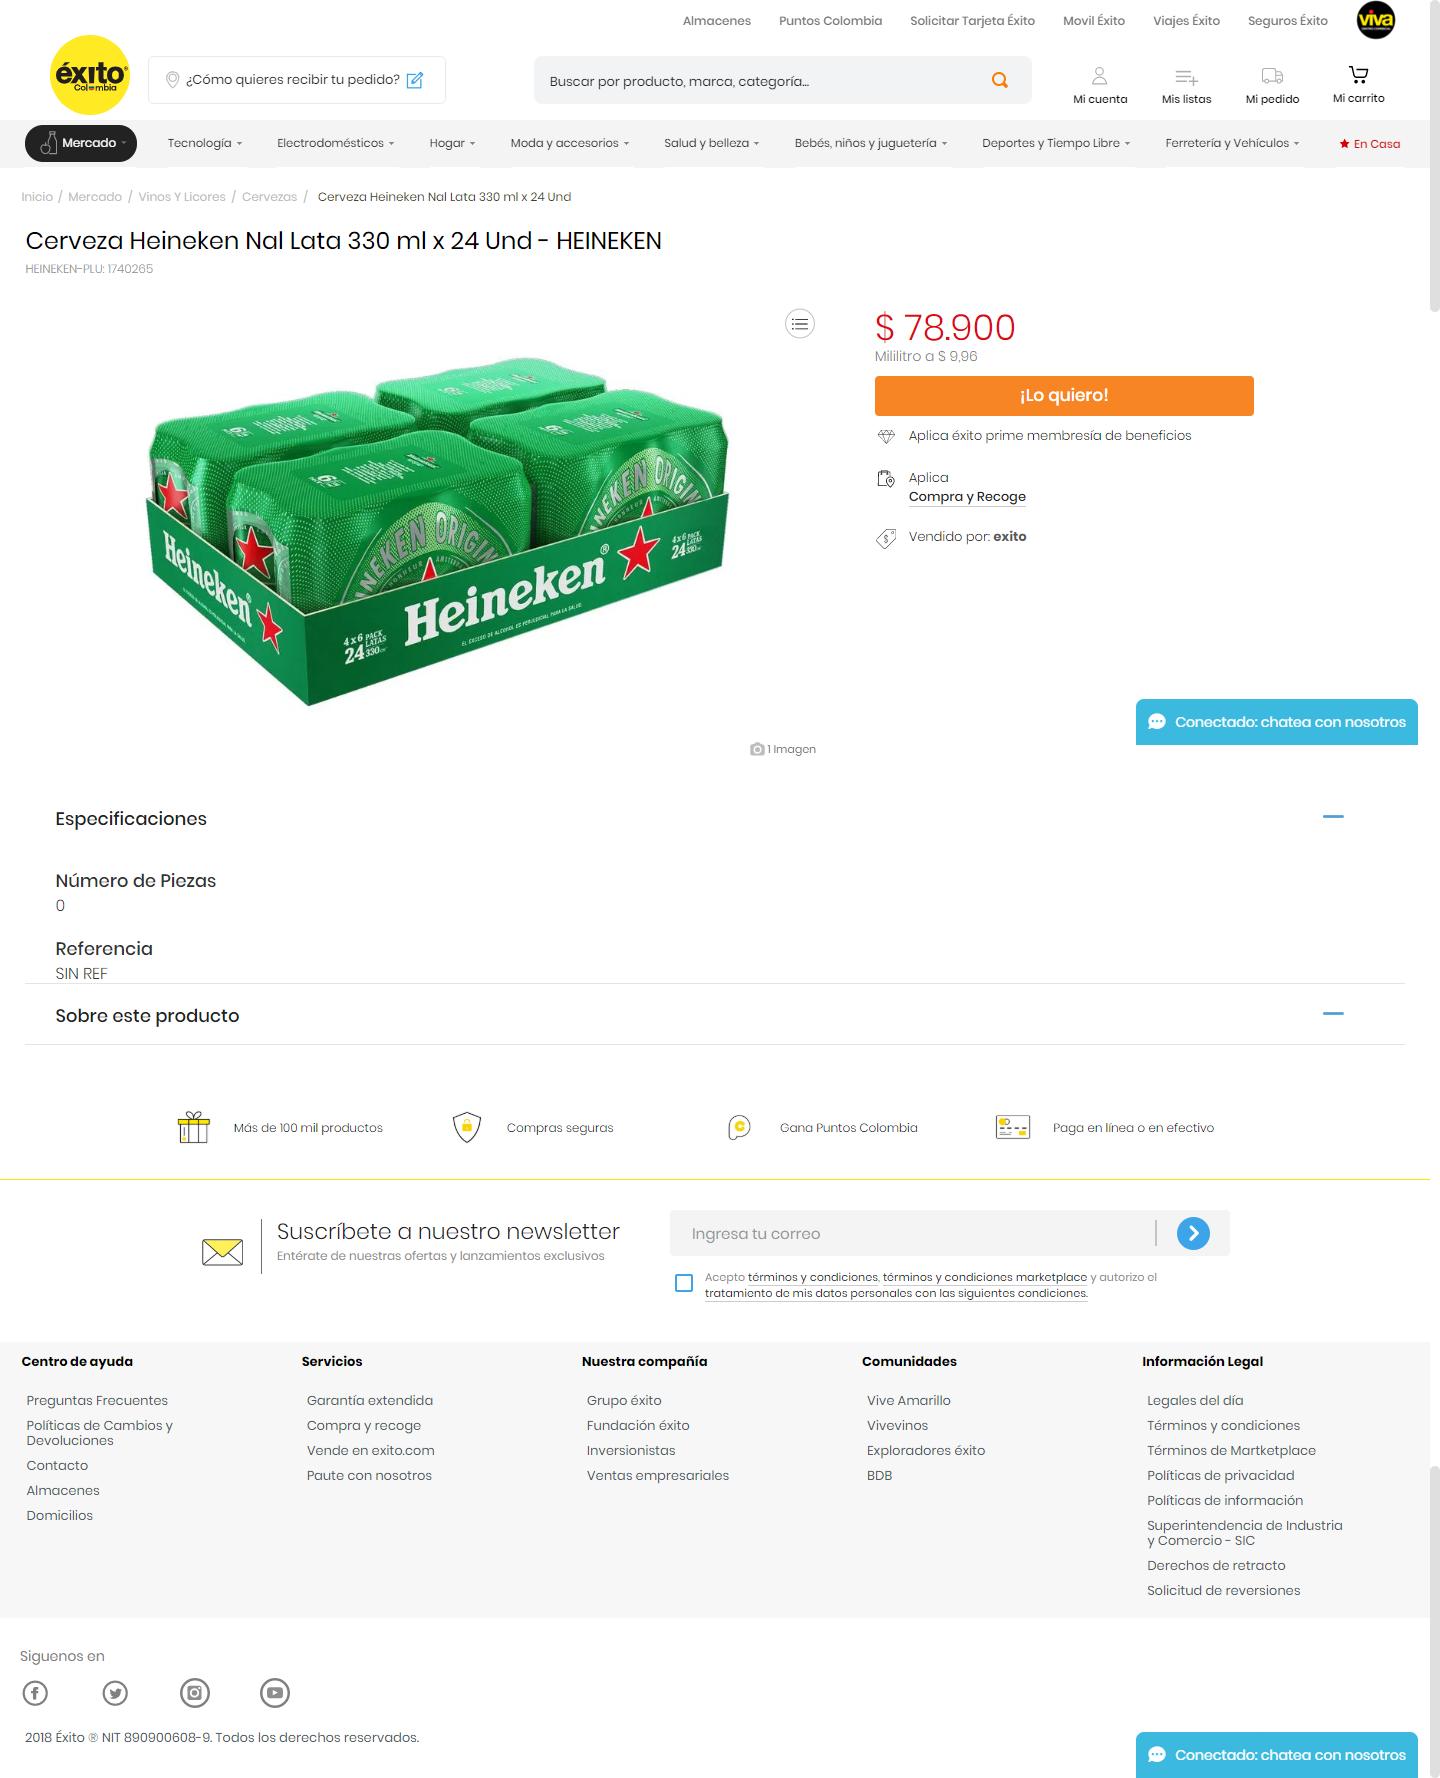 Almacenes Puntos Colombia Solicitar Tarjeta Éxito Movil Éxito Viajes Éxito Seguros Éxito viva
éxito
Colombia
¿Cómo quieres recibir tu pedido?
Buscar por producto, marca, categoría...
Mi cuenta Mis listas Mi pedido Mi carrito
Mercado Tecnología Electrodomésticos Hogar Moda y accesorios Salud y belleza Bebés, niños y juguetería Deportes y Tiempo Libre Ferretería y Vehículos En Casa
Inicio / Mercado / Vinos Y Licores / Cervezas / Cerveza Heineken Nal Lata 330 ml x 24 Und
Cerveza Heineken Nal Lata 330 ml x 24 Und - HEINEKEN
HEINEKEN-PLU: 1740265
Heineken
Heineken
4x6 PACK
LATAS
24 330
4x6 PACK
LATAS
24 330
EL EXCESO DE ALCOHOL ES PERJUDICIAL PARA LA SALUD.
1 Imagen
$ 78.900
Mililitro a $ 9,96
¡Lo quiero!
Aplica éxito prime membresía de beneficios
Aplica
Compra y Recoge
Vendido por: exito
Conectado: chatea con nosotros
Especificaciones
Número de Piezas
0
Referencia
SIN REF
Sobre este producto
Más de 100 mil productos Compras seguras Gana Puntos Colombia Paga en línea o en efectivo
Suscríbete a nuestro newsletter
Entérate de nuestras ofertas y lanzamientos exclusivos
Ingresa tu correo
Acepto términos y condiciones, términos y condiciones marketplace y autorizo el
tratamiento de mis datos personales con las siguientes condiciones.
Centro de ayuda
Preguntas Frecuentes
Políticas de Cambios y
Devoluciones
Contacto
Almacenes
Domicilios
Servicios
Garantía extendida
Compra y recoge
Vende en exito.com
Paute con nosotros
Nuestra compañía
Grupo éxito
Fundación éxito
Inversionistas
Ventas empresariales
Comunidades
Vive Amarillo
Vivevinos
Exploradores éxito
BDB
Información Legal
Legales del día
Términos y condiciones
Términos de Martketplace
Políticas de privacidad
Políticas de información
Superintendencia de Industria
y Comercio - SIC
Derechos de retracto
Solicitud de reversiones
Siguenos en
2018 Éxito ® NIT 890900608-9. Todos los derechos reservados.
Conectado: chatea con nosotros